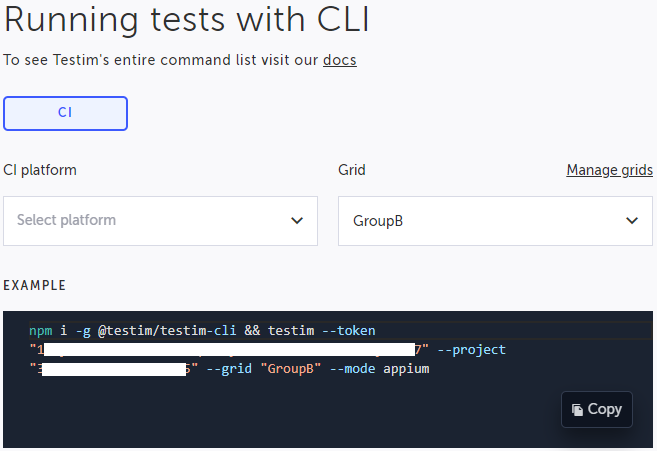 Running tests with CLI
To see Testim's entire command list visit our docs
CI
CI platform
Grid
Manage grids
Select platform
GroupB
EXAMPLE
npm i -g @testim/testim-cli && testim --token
"1 7" --project
"3 5" --grid "GroupB" --mode appium
Copy